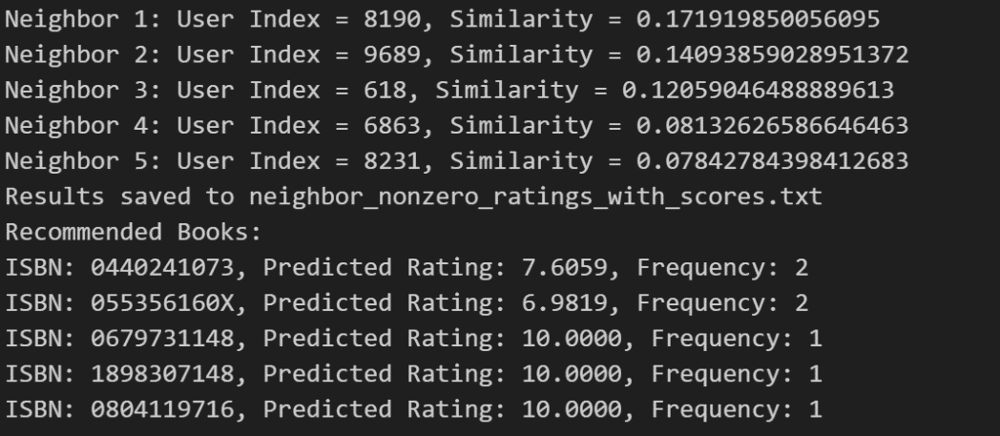 Neighbor 1: User Index = 8190, Similarity = 0.171919850056095
Neighbor 2: User Index = 9689, Similarity = 0.14093859028951372
Neighbor 3: User Index = 618, Similarity = 0.12059046488889613
Neighbor 4: User Index = 6863, Similarity = 0.08132626586646463
Neighbor 5: User Index = 8231, Similarity = 0.07842784398412683
Results saved to neighbor_nonzero_ratings_with_scores.txt
Recommended Books:
ISBN: 0440241073, Predicted Rating: 7.6059, Frequency: 2
ISBN: 055356160X, Predicted Rating: 6.9819, Frequency: 2
ISBN: 0679731148, Predicted Rating: 10.0000, Frequency: 1
ISBN: 1898307148, Predicted Rating: 10.0000, Frequency: 1
ISBN: 0804119716, Predicted Rating: 10.0000, Frequency: 1